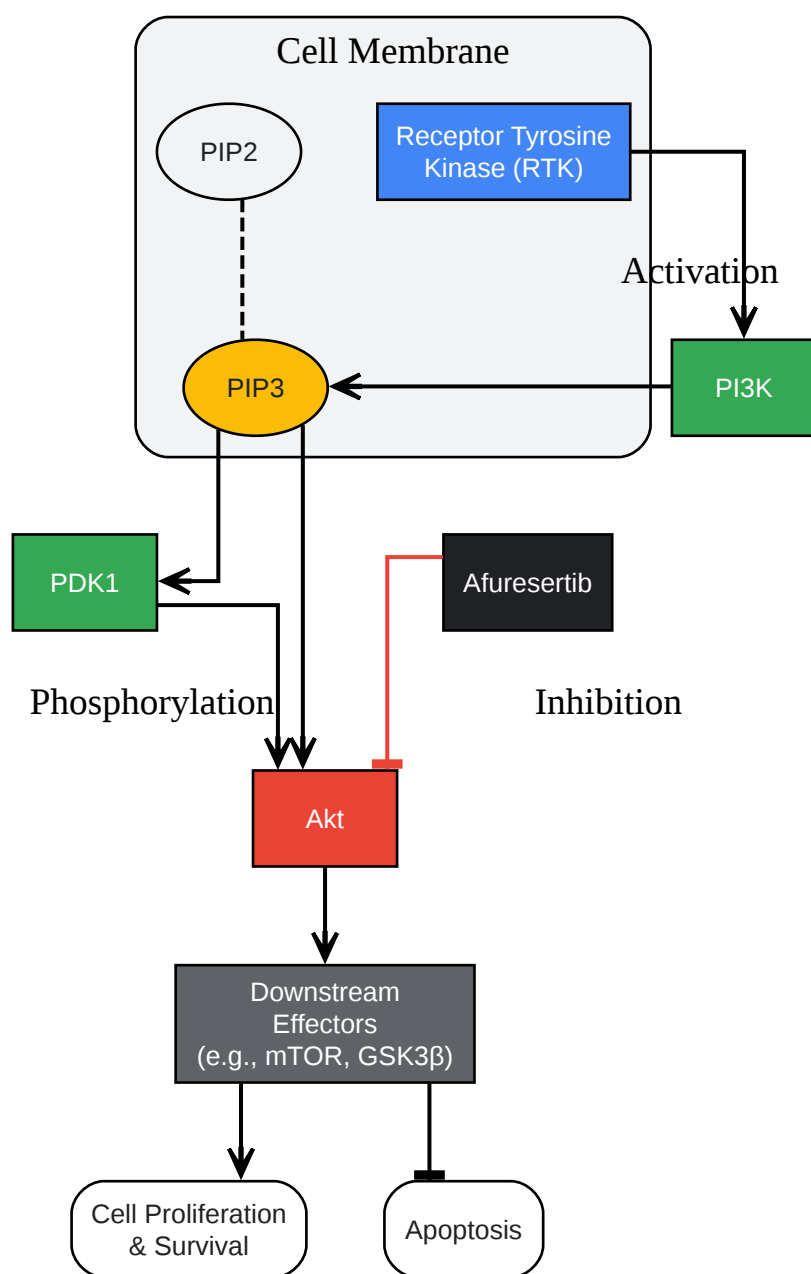 Cell Membrane
PIP2
Receptor Tyrosine
Kinase (RTK)
Activation
PIP3
PI3K
PDK1
Afuresertib
Phosphorylation
Inhibition
Akt
Downstream
Effectors
(e.g., mTOR, GSK3β)
Cell Proliferation
& Survival
Apoptosis